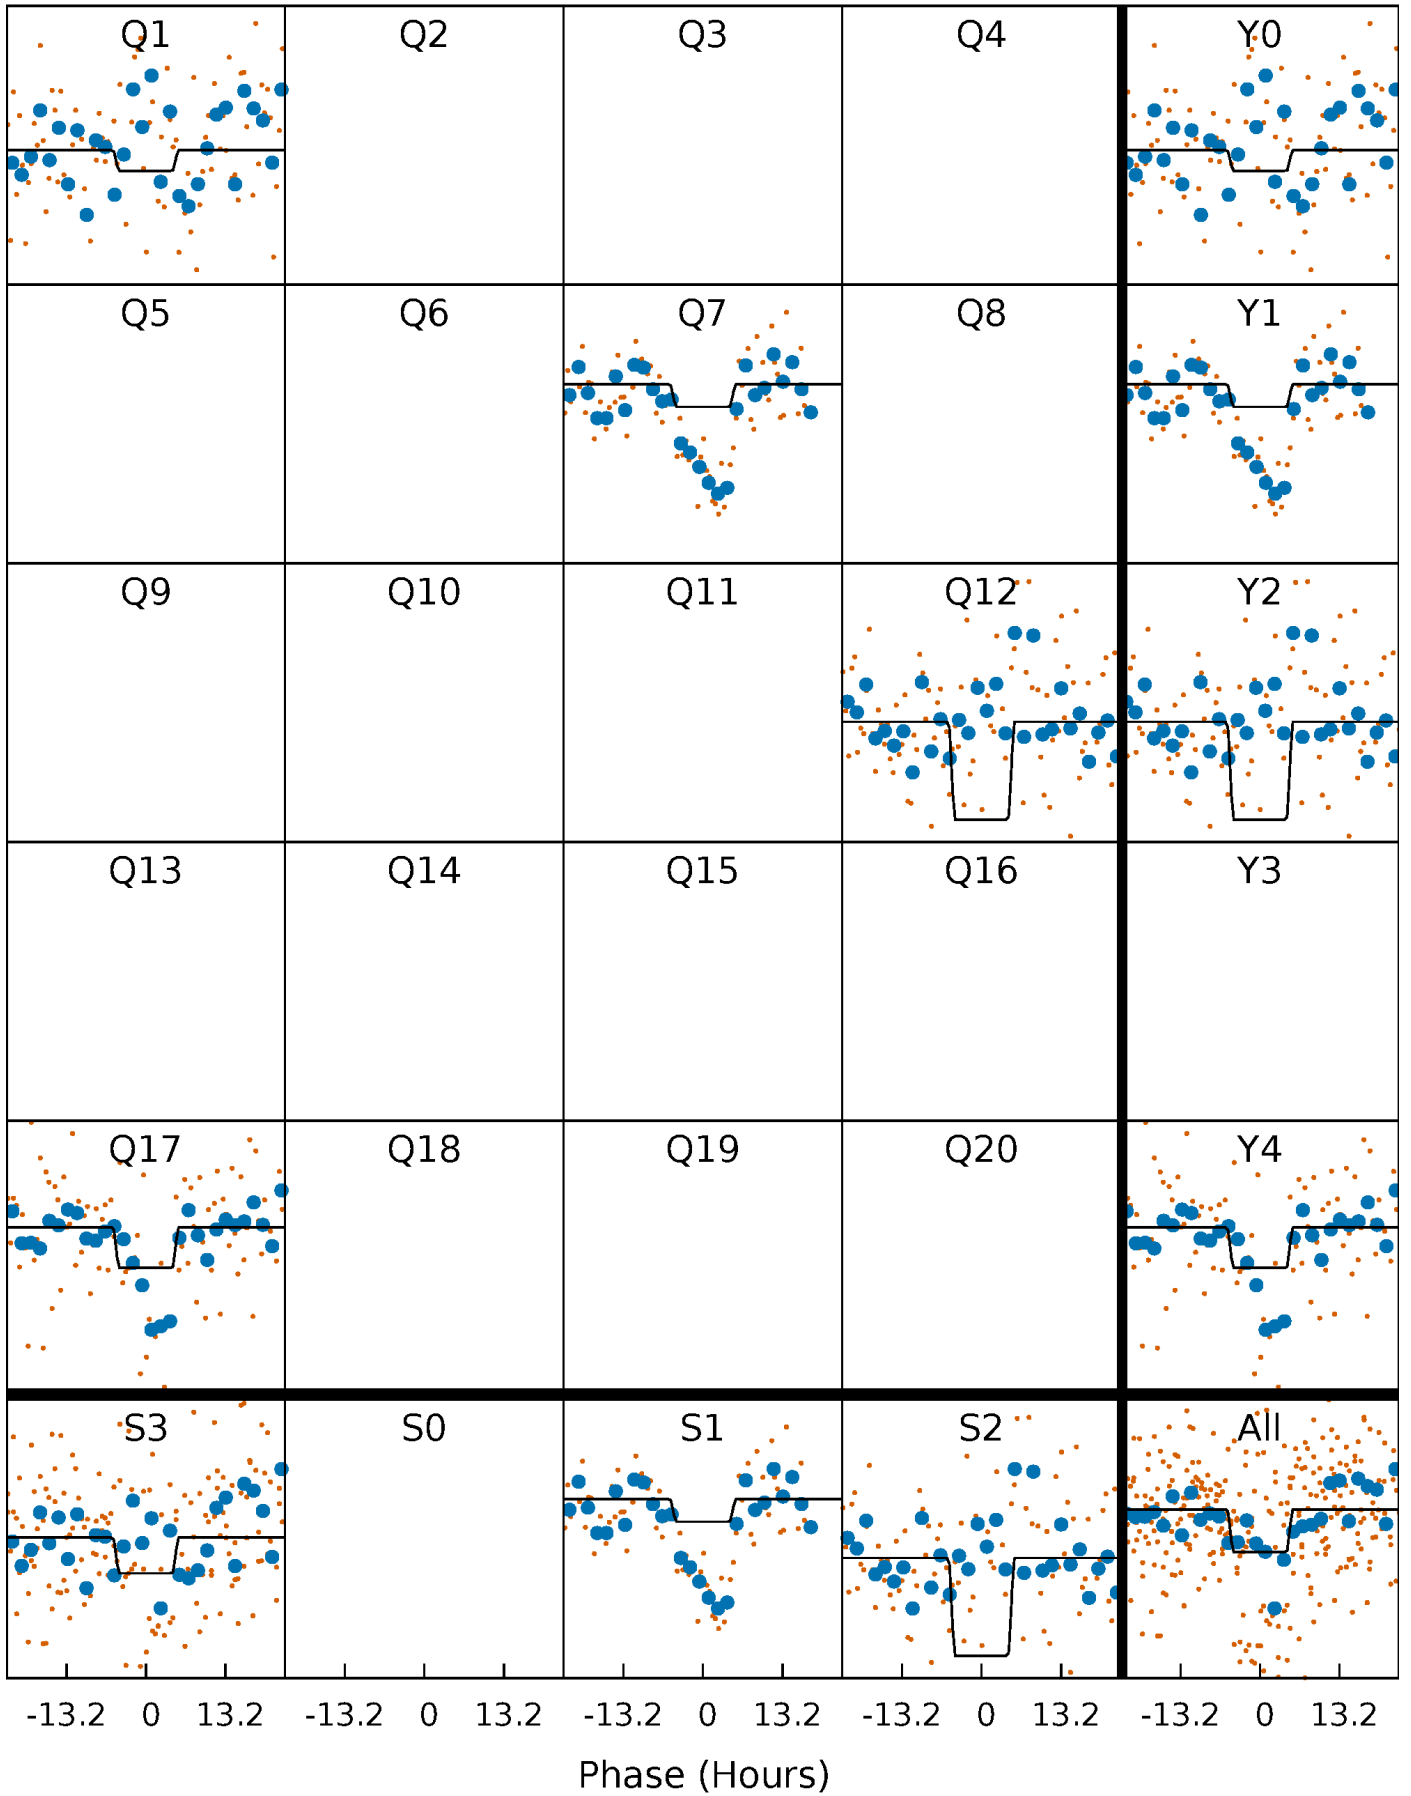 Q1 Q2 Q3 Q4 Y0
Q5 Q6 Q7 Q8 Y1
Q9 Q10 Q11 Q12 Y2
Q13 Q14 Q15 Q16 Y3
Q17 Q18 Q19 Q20 Y4
S3 S0 S1 S2 All
-13.2 0 13.2 -13.2 0 13.2 -13.2 0 13.2 -13.2 0 13.2 -13.2 0 13.2
Phase (Hours)